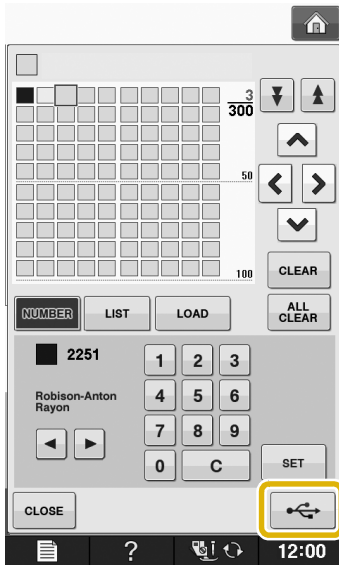 3
300
50
100
CLEAR
NUMBER LIST LOAD ALL CLEAR
2251
1 2 3
Robison-Anton
Rayon
4 5 6
7 8 9
0 C SET
CLOSE
? 12:00